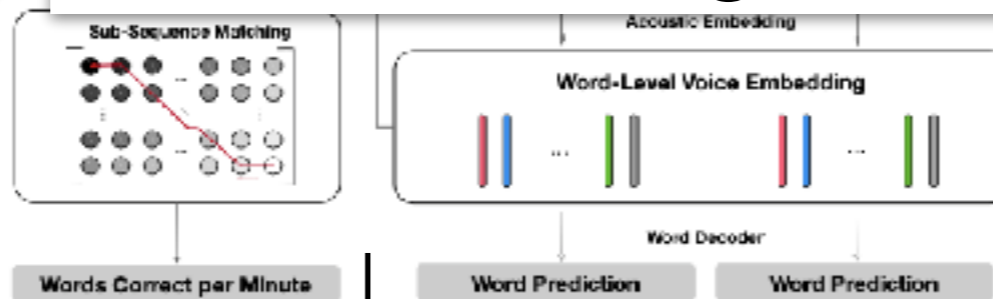 Sub-Sequence Matching
Acoustic Embedding
Word-Level Voice Embedding
...
...
Word Decoder
Words Correct per Minute
Word Prediction
Word Prediction